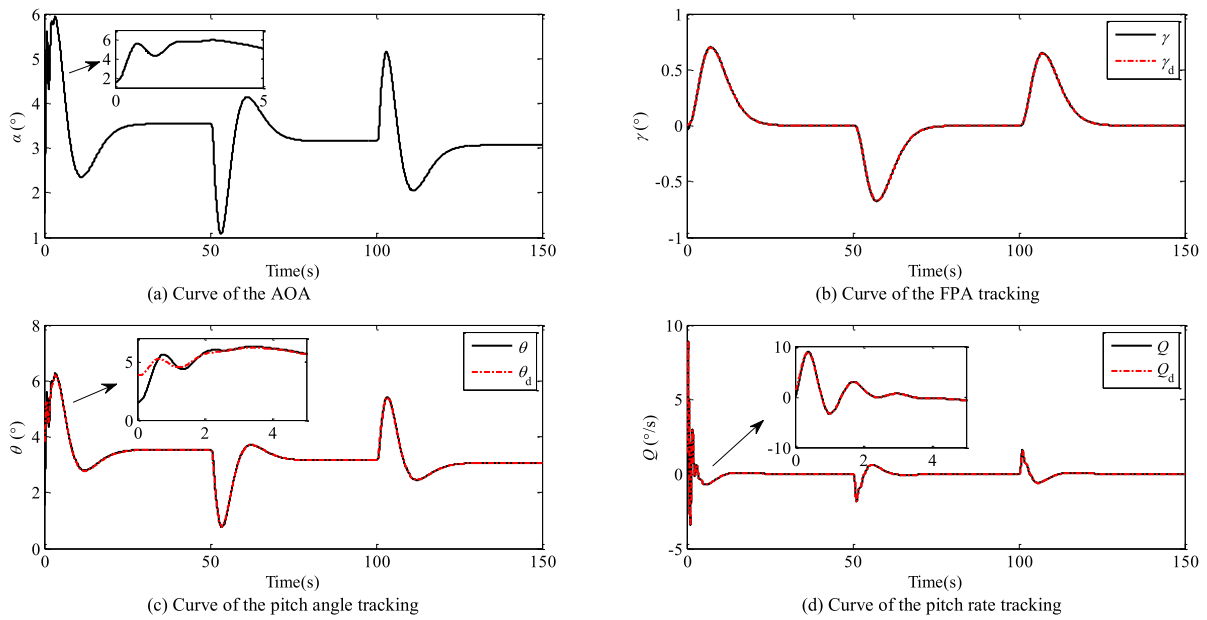 6
5
4
3
2
1
α (°)
6
4
2
0
5
0
50
100
150
Time(s)
(a) Curve of the AOA
1
0.5
0
-0.5
-1
γ (°)
γ
γd
0
50
100
150
Time(s)
(b) Curve of the FPA tracking
8
6
4
2
0
θ (°)
5
0
0
2
4
θ
θd
0
50
100
150
Time(s)
(c) Curve of the pitch angle tracking
10
5
0
-5
Q (°/s)
10
0
-10
0
2
4
Q
Qd
0
50
100
150
Time(s)
(d) Curve of the pitch rate tracking